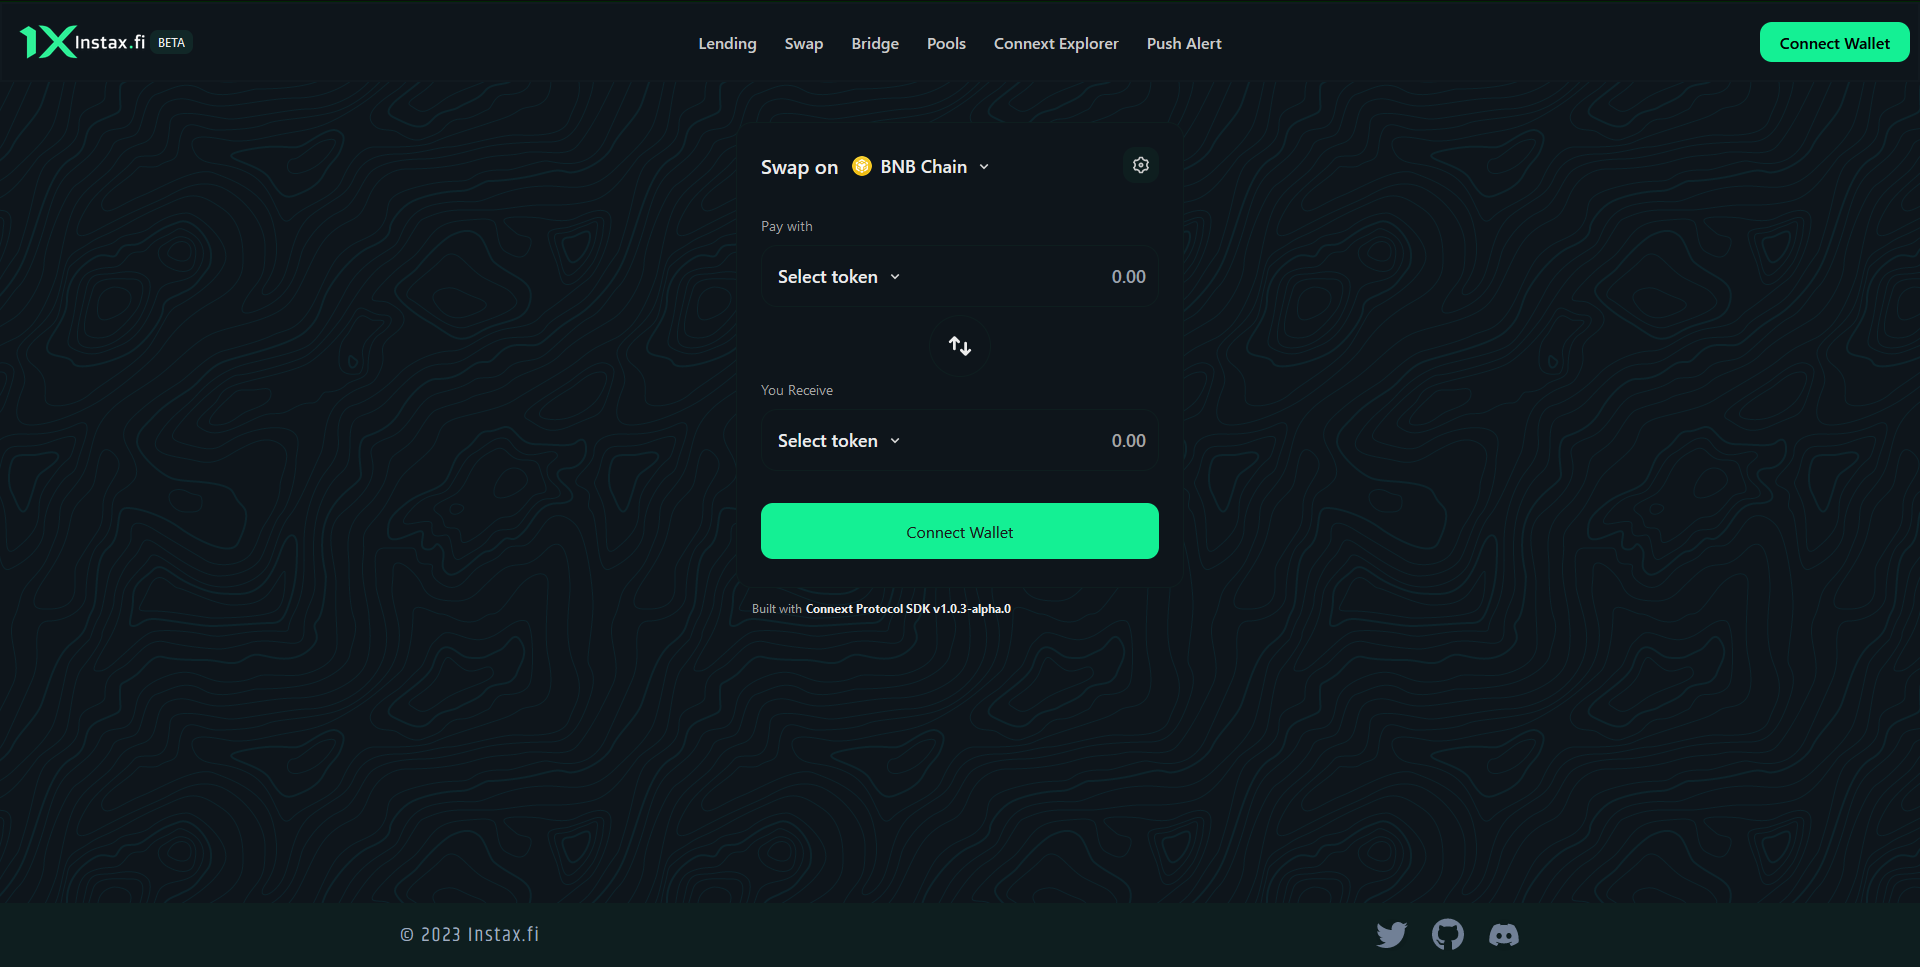 1X Instax.fi BETA
Lending Swap Bridge Pools Connext Explorer Push Alert
Connect Wallet
Swap on BNB Chain
Pay with
Select token 0.00
You Receive
Select token 0.00
Connect Wallet
Built with Connext Protocol SDK v1.0.3-alpha.0
© 2023 Instax.fi